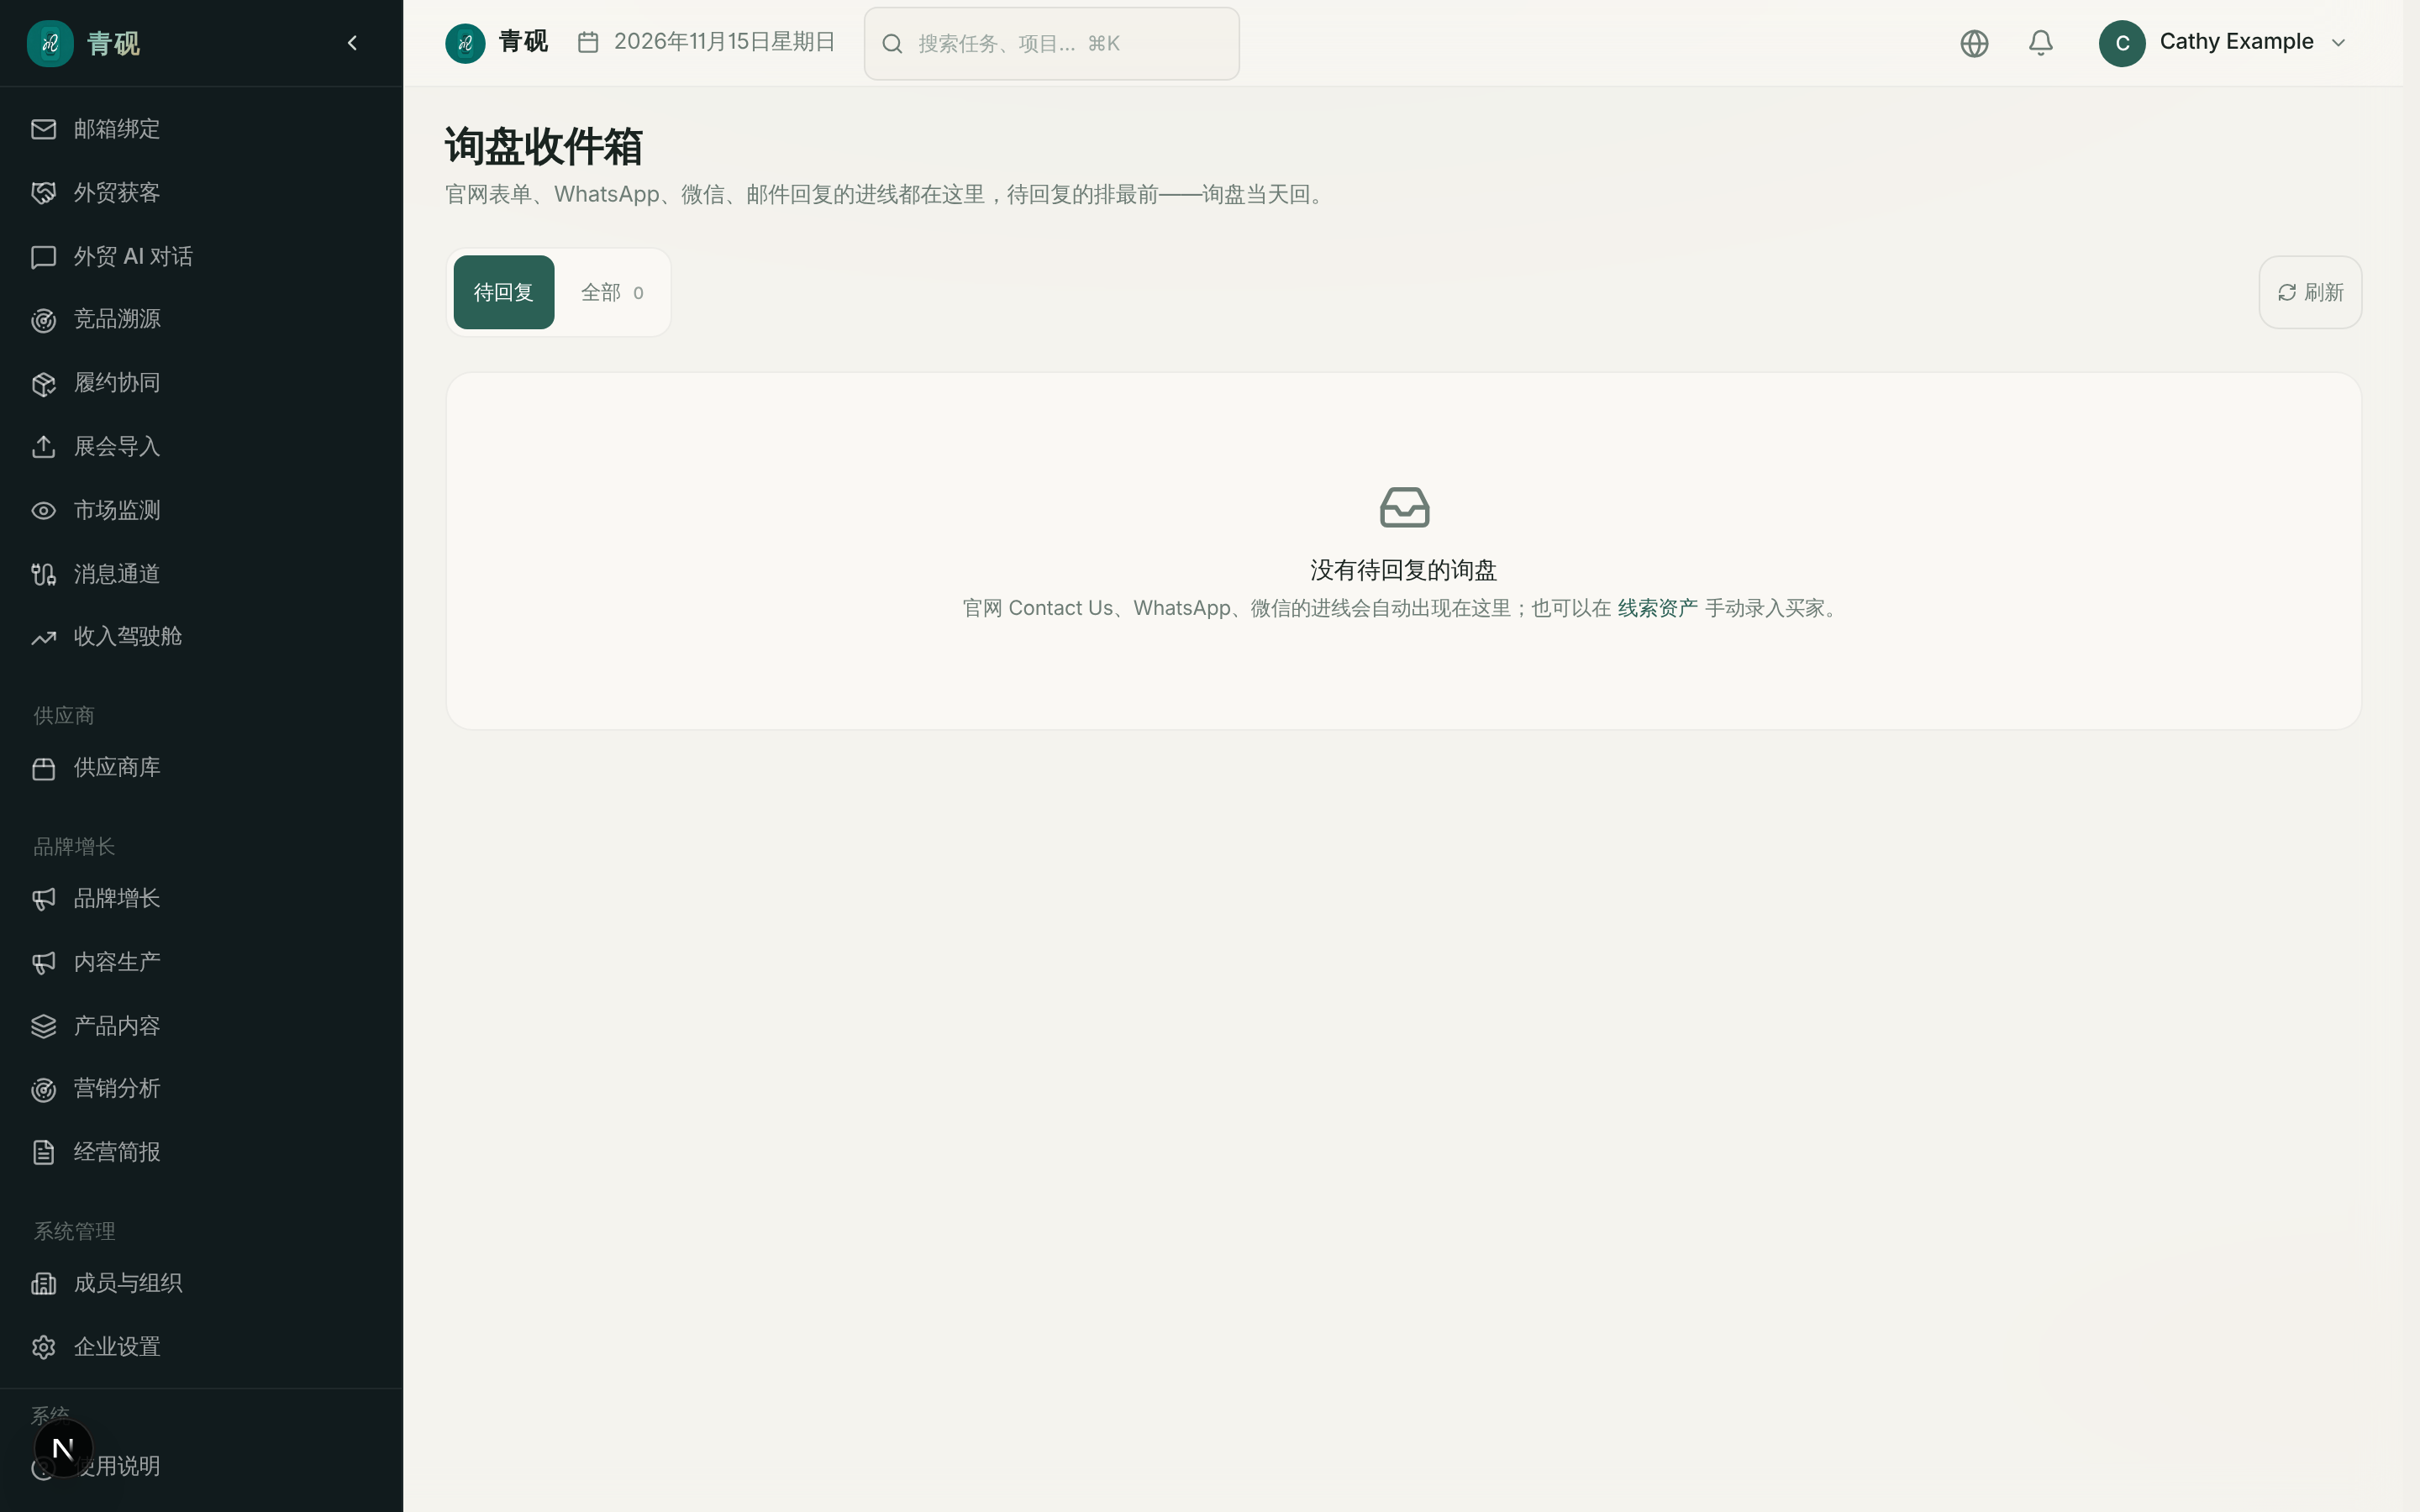 青砚
邮箱绑定
外贸获客
外贸 AI 对话
竞品溯源
履约协同
展会导入
市场监测
消息通道
收入驾驶舱
供应商
供应商库
品牌增长
品牌增长
内容生产
产品内容
营销分析
经营简报
系统管理
成员与组织
企业设置
系统
N
使用说明
青砚
2026年11月15日星期日
搜索任务、项目... ⌘K
C
Cathy Example
询盘收件箱
官网表单、WhatsApp、微信、邮件回复的进线都在这里，待回复的排最前——询盘当天回。
待回复
全部 0
刷新
没有待回复的询盘
官网 Contact Us、WhatsApp、微信的进线会自动出现在这里；也可以在 线索资产 手动录入买家。